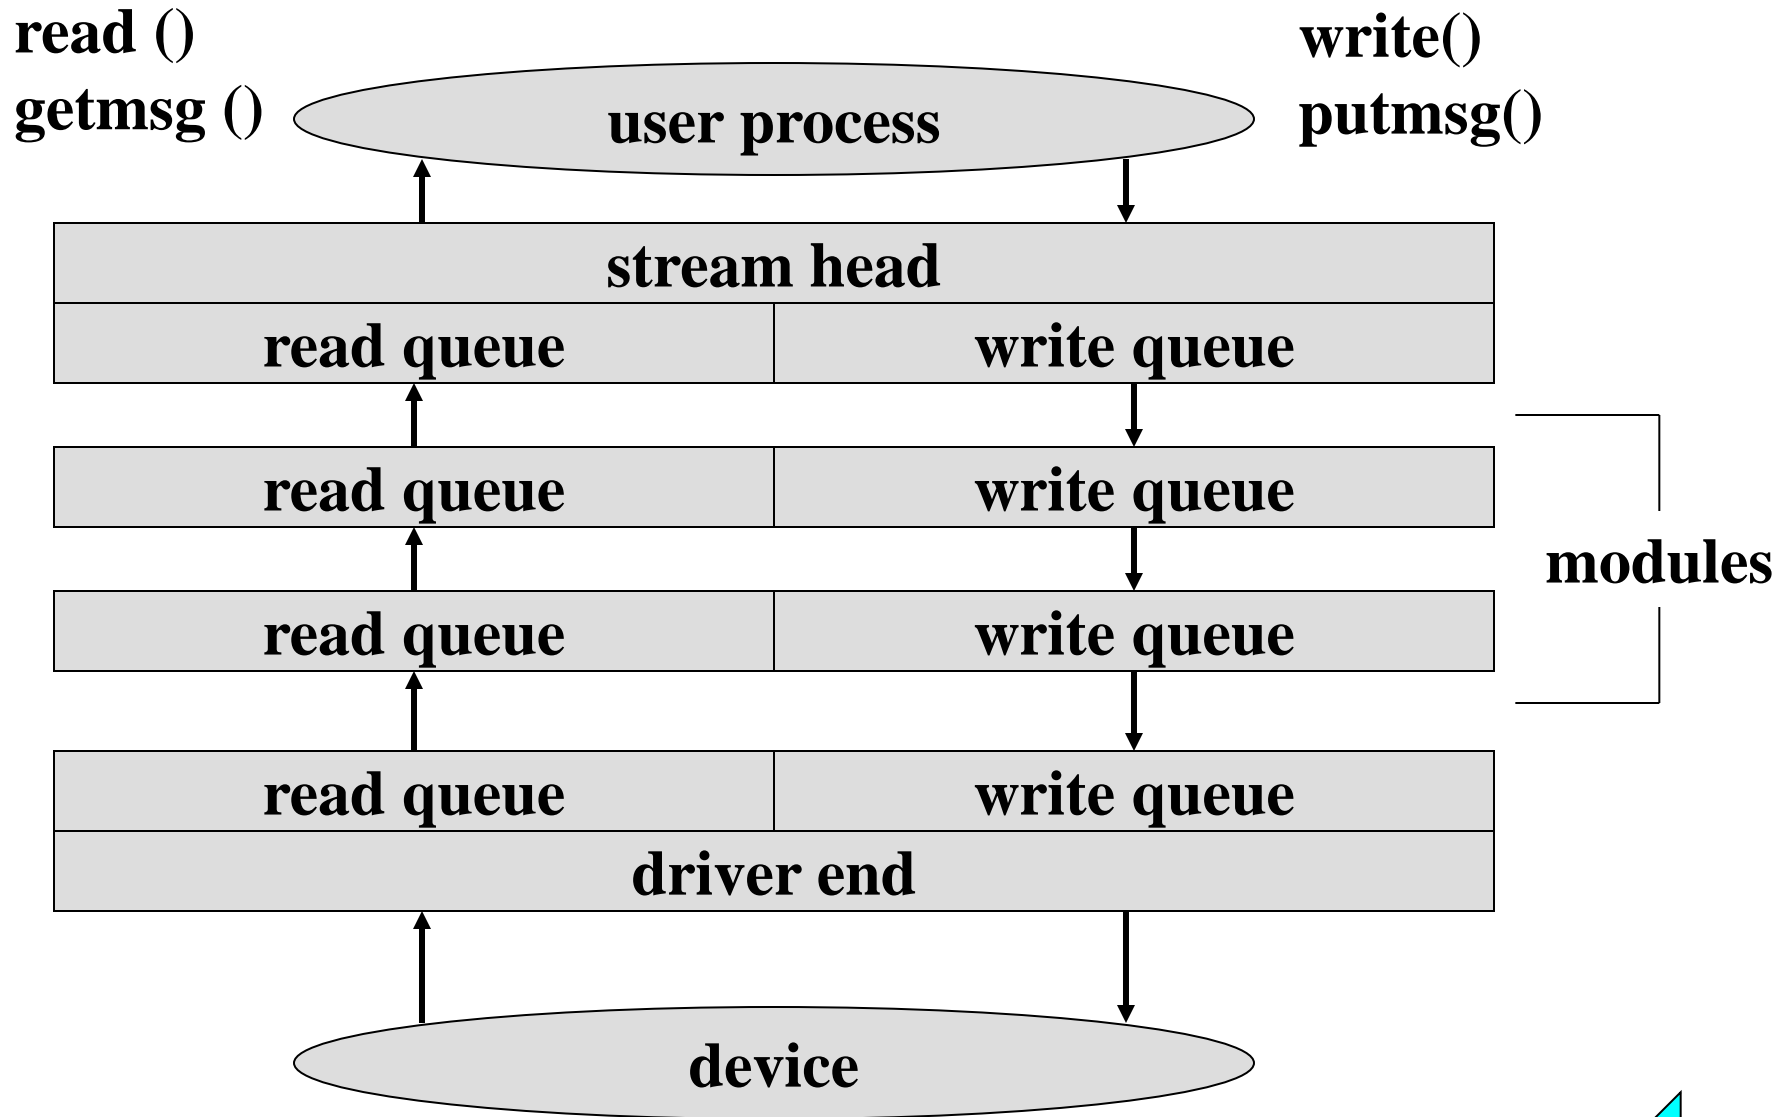 read ()
getmsg ()
write()
putmsg()
user process
stream head
read queue
write queue
read queue
write queue
modules
read queue
write queue
read queue
write queue
driver end
device